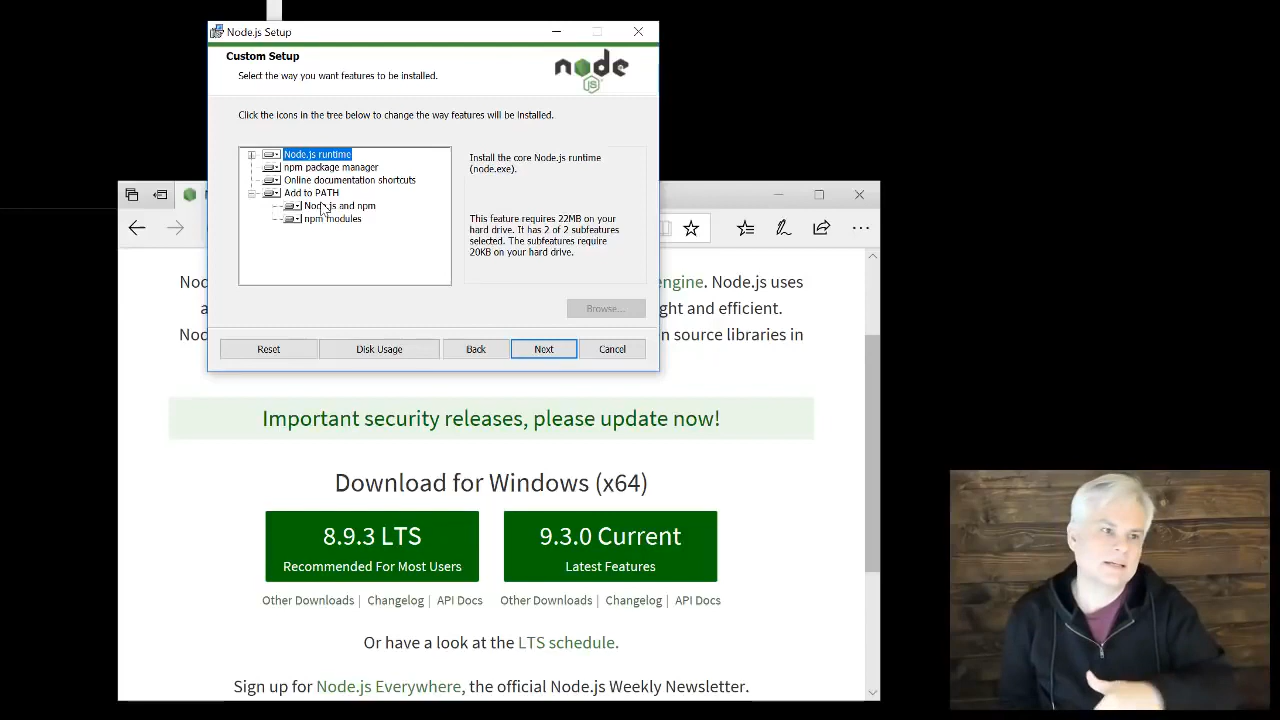 Node.js Setup
Custom Setup
Select the way you want features to be installed.
node
JS
Click the icons in the tree below to change the way features will be installed.
Node.js runtime
npm package manager
Online documentation shortcuts
Add to PATH
Node.js and npm
npm modules
Install the core Node.js runtime
(node.exe).
This feature requires 22MB on your
hard drive. It has 2 of 2 subfeatures
selected. The subfeatures require
20KB on your hard drive.
Browse...
Reset
Disk Usage
Back
Next
Cancel
engine. Node.js uses
and efficient.
source libraries in
Important security releases, please update now!
Download for Windows (x64)
8.9.3 LTS
Recommended For Most Users
9.3.0 Current
Latest Features
Other Downloads | Changelog | API Docs
Other Downloads | Changelog | API Docs
Or have a look at the LTS schedule.
Sign up for Node.js Everywhere, the official Node.js Weekly Newsletter.